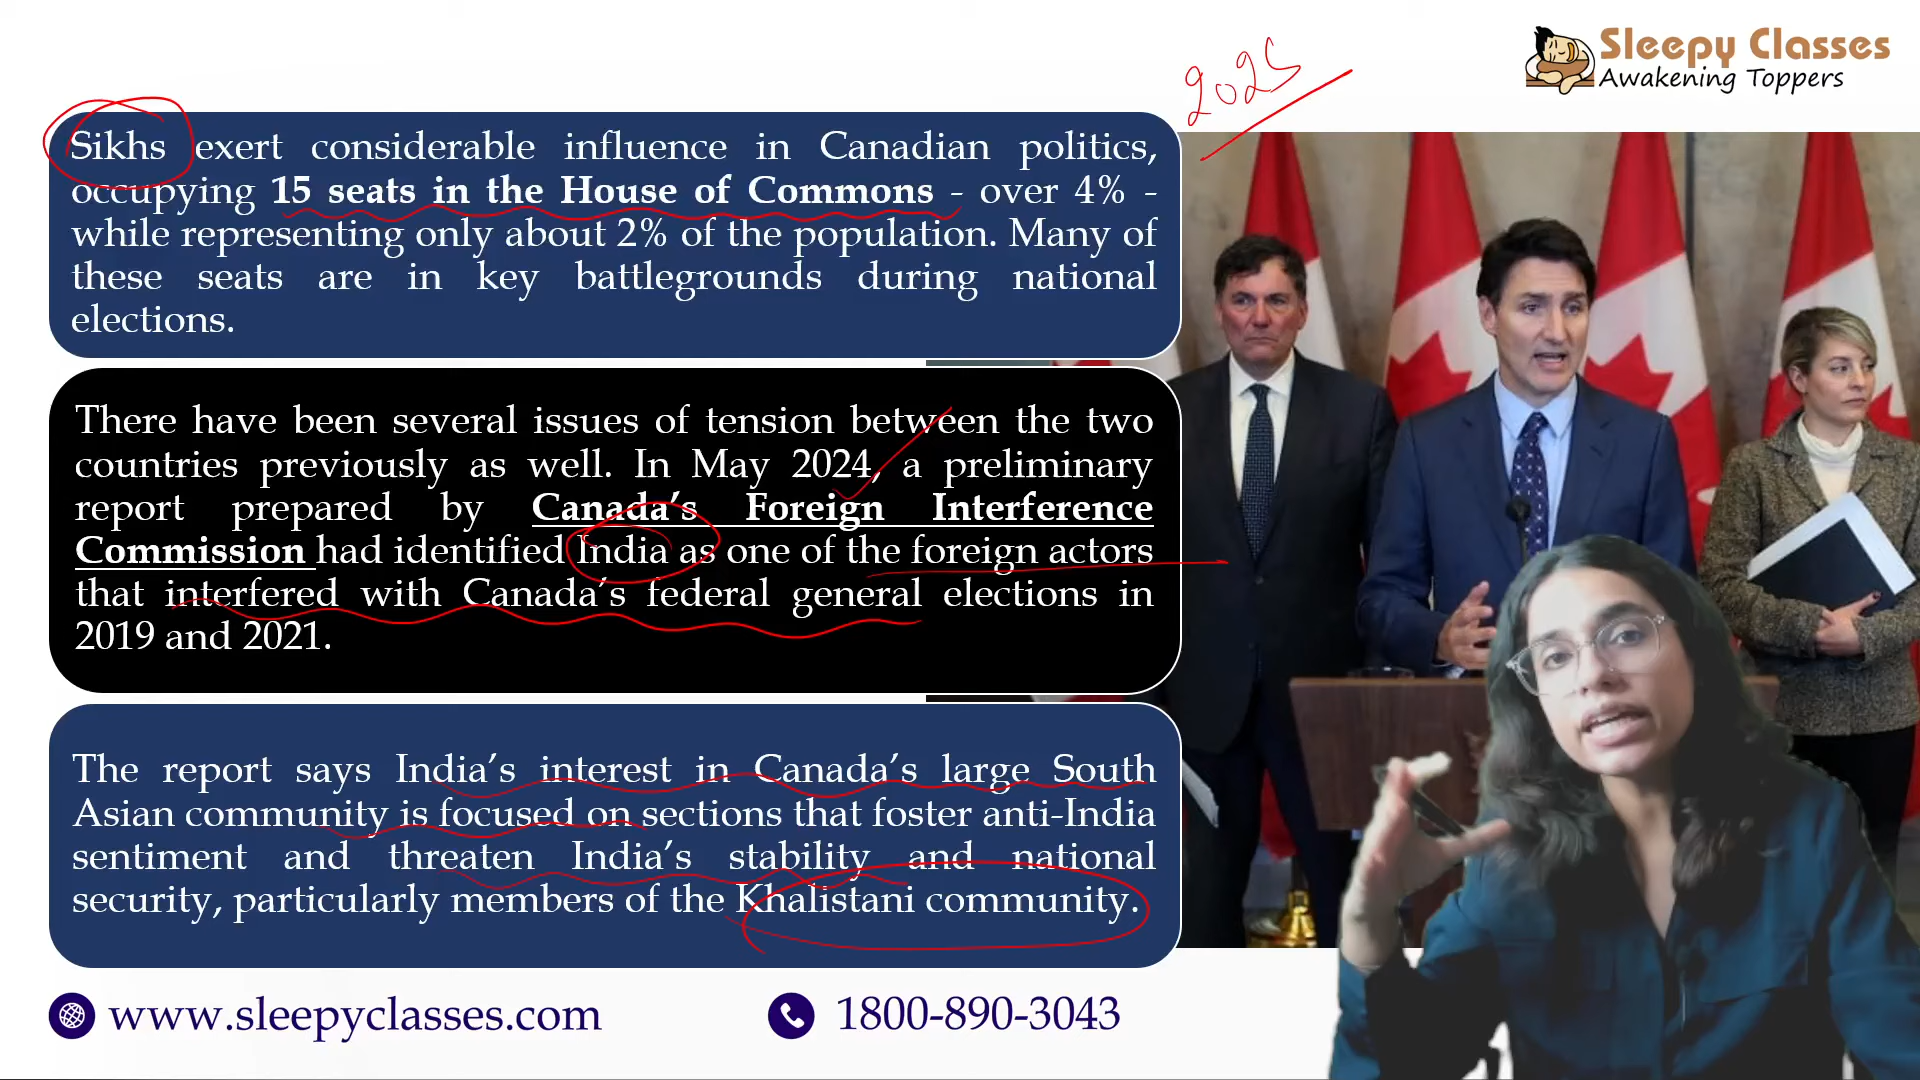 2025
Sleepy Classes
Awakening Toppers
Sikhs exert considerable influence in Canadian politics,
occupying 15 seats in the House of Commons - over 4% -
while representing only about 2% of the population. Many of
these seats are in key battlegrounds during national
elections.
There have been several issues of tension between the two
countries previously as well. In May 2024, a preliminary
report prepared by Canada's Foreign Interference
Commission had identified India as one of the foreign actors
that interfered with Canada's federal general elections in
2019 and 2021.
The report says India's interest in Canada's large South
Asian community is focused on sections that foster anti-India
sentiment and threaten India's stability and national
security, particularly members of the Khalistani community.
www.sleepyclasses.com
1800-890-3043